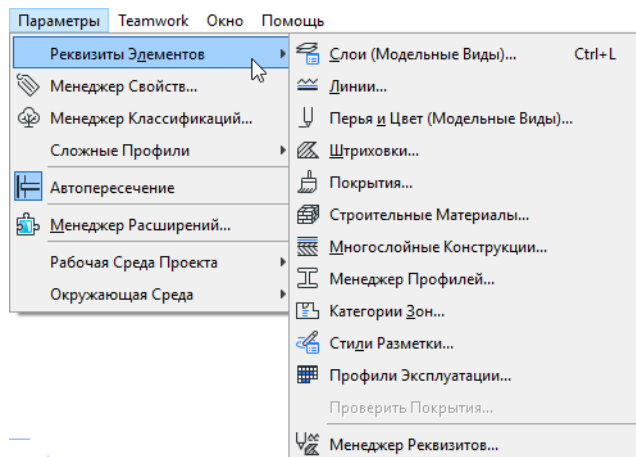 Параметры Teamwork Окно Помощь
Реквизиты Элементов
Менеджер Свойств...
Менеджер Классификаций...
Сложные Профили
Автопересечение
Менеджер Расширений...
Рабочая Среда Проекта
Окружающая Среда
Слои (Модельные Виды)... Ctrl+L
Линии...
Перья и Цвет (Модельные Виды)...
Штриховки...
Покрытия...
Строительные Материалы...
Многослойные Конструкции...
Менеджер Профилей...
Категории Зон...
Стили Разметки...
Профили Эксплуатации...
Проверить Покрытия...
Менеджер Реквизитов...